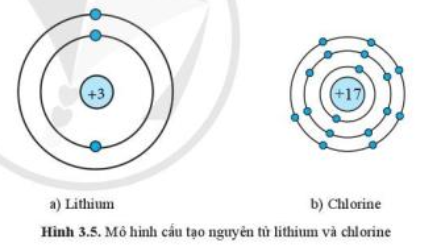 +3
+17
a) Lithium
b) Chlorine
Hình 3.5. Mô hình cấu tạo nguyên tử lithium và chlorine